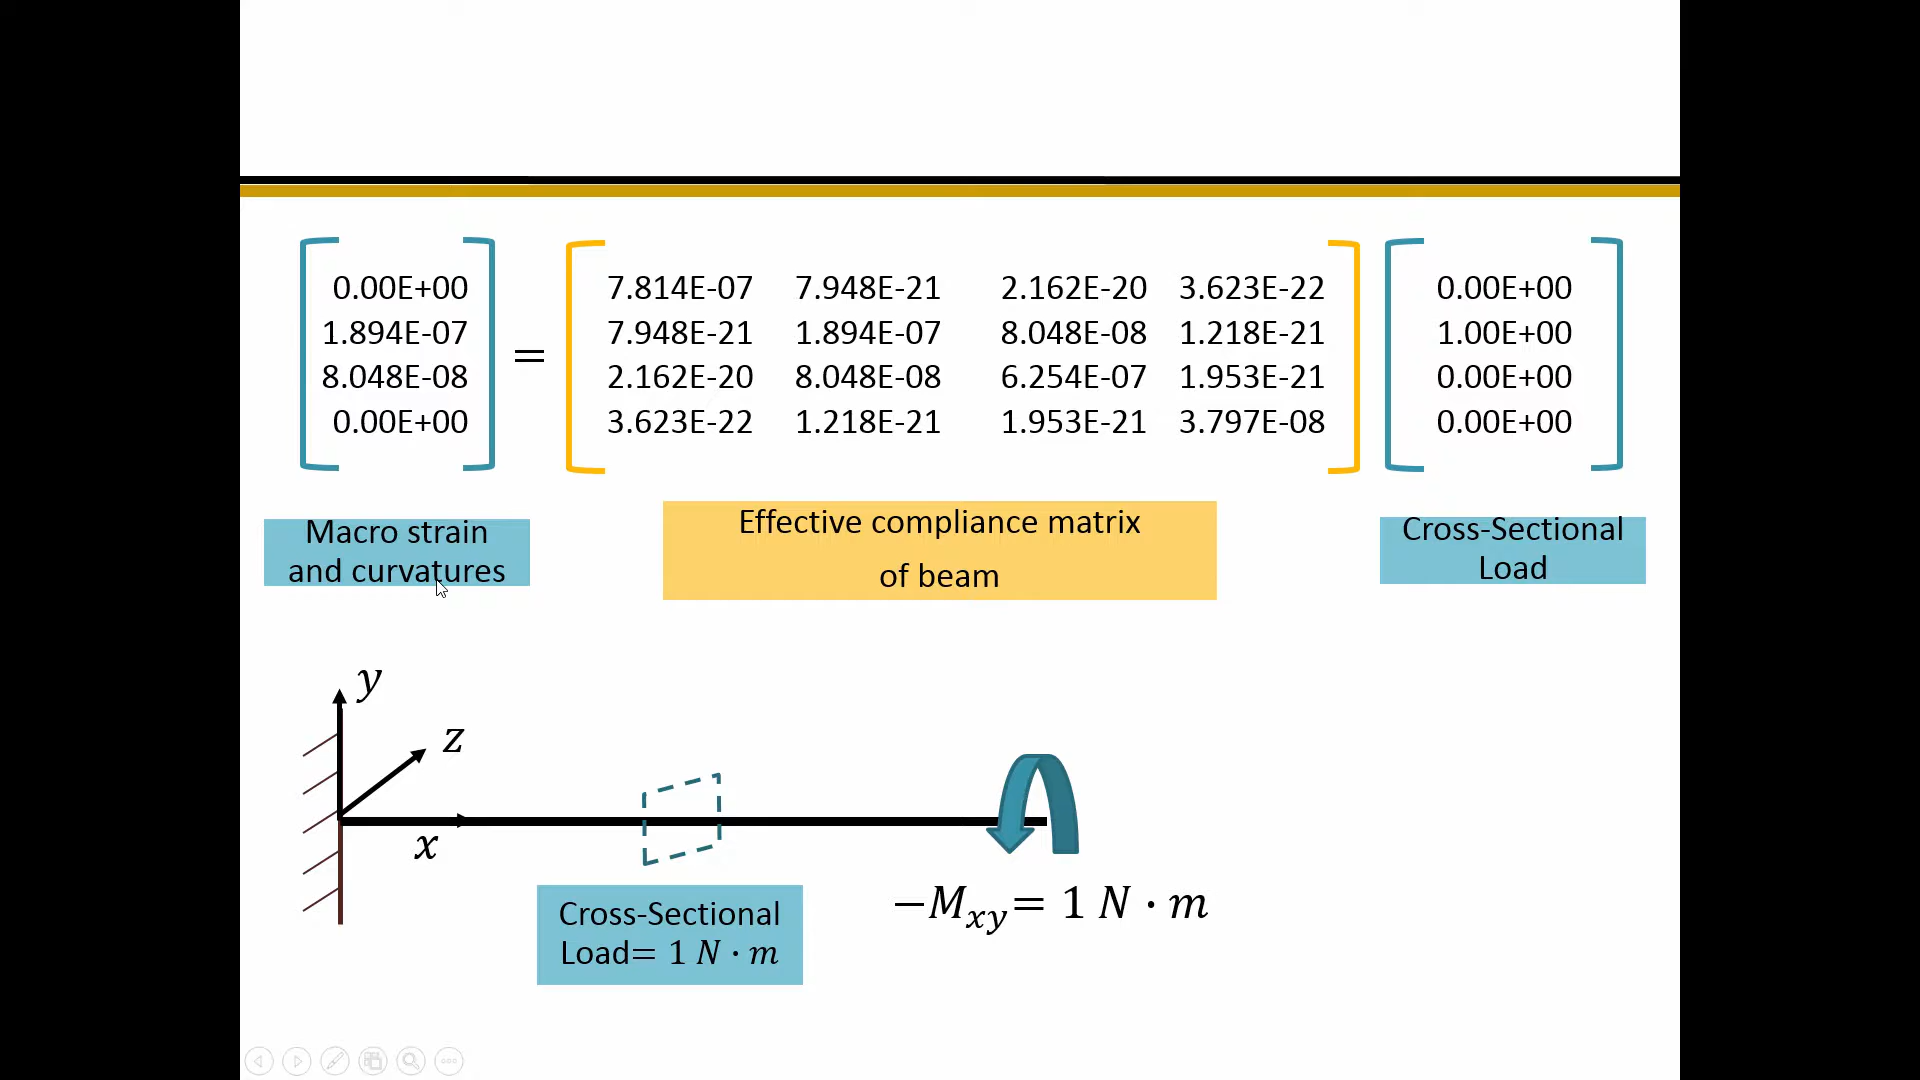 0.00E+00
1.894E-07
8.048E-08
0.00E+00
=
7.814E-07 7.948E-21 2.162E-20 3.623E-22
7.948E-21 1.894E-07 8.048E-08 1.218E-21
2.162E-20 8.048E-08 6.254E-07 1.953E-21
3.623E-22 1.218E-21 1.953E-21 3.797E-08
0.00E+00
1.00E+00
0.00E+00
0.00E+00
Macro strain
and curvatures
Effective compliance matrix
of beam
Cross-Sectional
Load
y
z
x
Cross-Sectional
Load= 1 N · m
−M_xy= 1 N · m